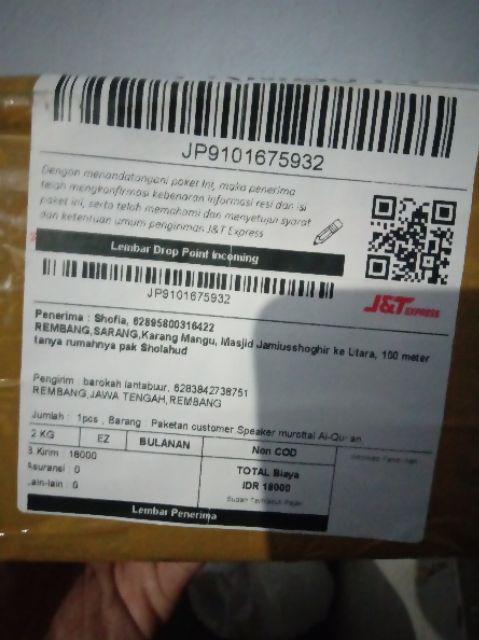 JP9101675932
Dengan menandatangani paket ini, maka penerima
telah mengkonfirmasi kebenaran informasi resi dan isi
paket ini, serta telah memahami dan menyetujui syarat
dan ketentuan umum pengiriman J&T Express
Lembar Drop Point Incoming
JP9101675932
J&T EXPRESS
Penerima : Shofia, 62895800316422
REMBANG,SARANG,Karang Mangu, Masjid Jamiusshoghir ke Utara, 100 meter
tanya rumahnya pak Sholahud
Pengirim : barokah lantabuur, 6283842738751
REMBANG,JAWA TENGAH,REMBANG
Jumlah : 1pcs , Barang : Paketan customer Speaker murottal Al-Qur'an
2 KG EZ BULANAN Non COD
B.Kirim : 18000
Asuransi : 0
Lain-lain : 0
TOTAL Biaya
IDR 18000
Sudah Termasuk Pajak
Lembar Penerima